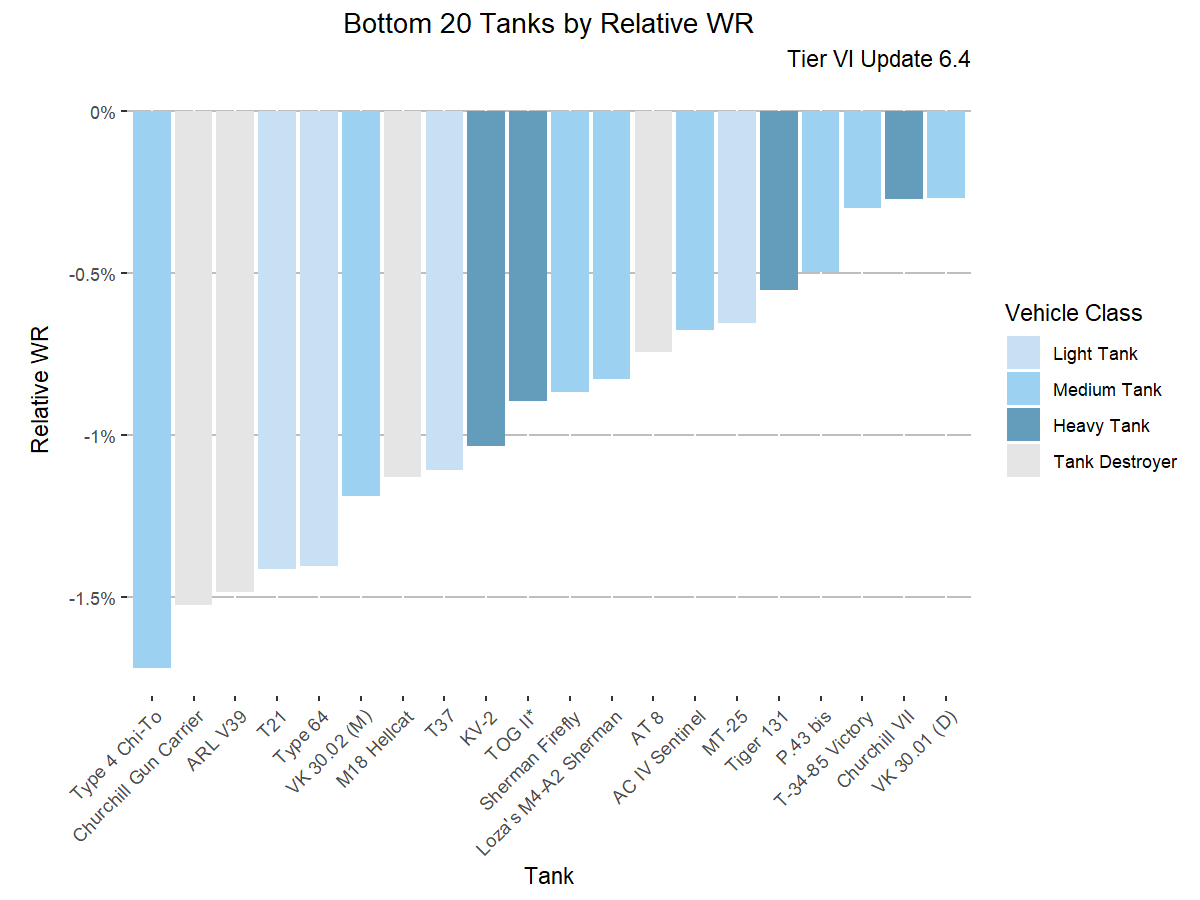 Bottom 20 Tanks by Relative WR
Tier VI Update 6.4
0%
-0.5%
-1%
-1.5%
Relative WR
Type 4 Chi-To
Churchill Gun Carrier
ARL V39
T21
Type 64
VK 30.02 (M)
M18 Hellcat
T37
KV-2
TOG II*
Sherman Firefly
Loza's M4-A2 Sherman
AT 8
AC IV Sentinel
MT-25
Tiger 131
P.43 bis
T-34-85 Victory
Churchill VII
VK 30.01 (D)
Tank
Vehicle Class
Light Tank
Medium Tank
Heavy Tank
Tank Destroyer